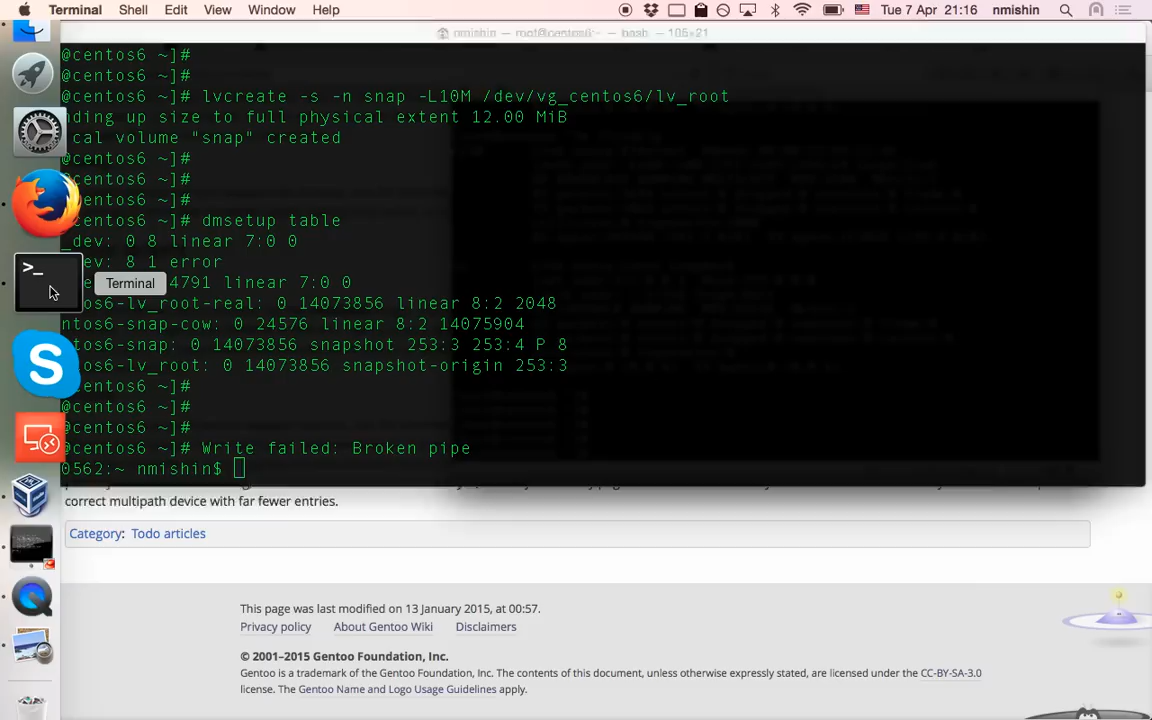 Terminal Shell Edit View Window Help Tue 7 Apr 21:16 nmishin
nmishin — root@centos6:~ — bash — 105×21
@centos6 ~]#
@centos6 ~]#
@centos6 ~]# lvcreate -s -n snap -L10M /dev/vg_centos6/lv_root
nding up size to full physical extent 12.00 MiB
cal volume "snap" created
@centos6 ~]#
@centos6 ~]#
@centos6 ~]#
@centos6 ~]# dmsetup table
_dev: 0 8 linear 7:0 0
dev: 8 1 error
Terminal 4791 linear 7:0 0
tos6-lv_root-real: 0 14073856 linear 8:2 2048
ntos6-snap-cow: 0 24576 linear 8:2 14075904
tos6-snap: 0 14073856 snapshot 253:3 253:4 P 8
tos6-lv_root: 0 14073856 snapshot-origin 253:3
@centos6 ~]#
@centos6 ~]#
@centos6 ~]#
@centos6 ~]# Write failed: Broken pipe
0562:~ nmishin$
correct multipath device with far fewer entries.
Category: Todo articles
This page was last modified on 13 January 2015, at 00:57.
Privacy policy About Gentoo Wiki Disclaimers
© 2001–2015 Gentoo Foundation, Inc.
Gentoo is a trademark of the Gentoo Foundation, Inc. The contents of this document, unless otherwise expressly stated, are licensed under the CC-BY-SA-3.0
license. The Gentoo Name and Logo Usage Guidelines apply.